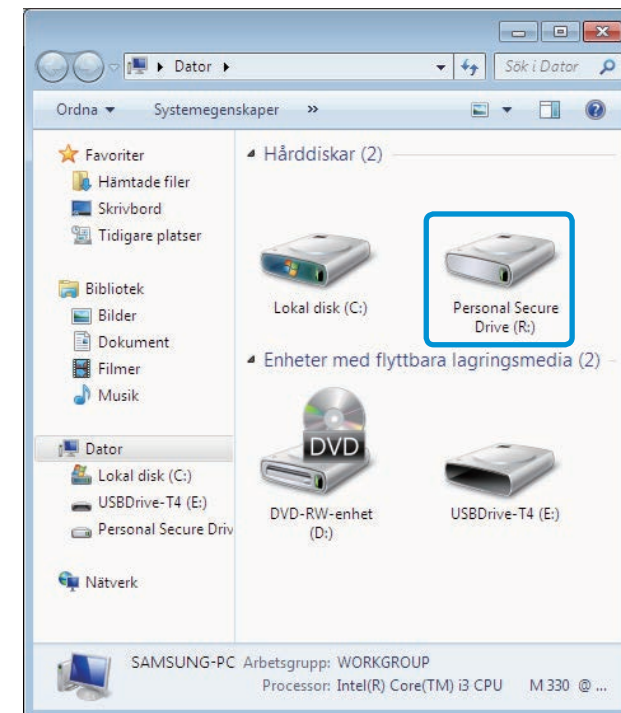 Dator
Sök i Dator
Ordna Systemegenskaper »
Favoriter
Hämtade filer
Skrivbord
Tidigare platser
Bibliotek
Bilder
Dokument
Filmer
Musik
Dator
Lokal disk (C:)
USBDrive-T4 (E:)
Personal Secure Driv
Nätverk
Hårddiskar (2)
Lokal disk (C:)
Personal Secure
Drive (R:)
Enheter med flyttbara lagringsmedia (2)
DVD
DVD-RW-enhet
(D:)
USBDrive-T4 (E:)
SAMSUNG-PC Arbetsgrupp: WORKGROUP
Processor: Intel(R) Core(TM) i3 CPU M 330 @ ...